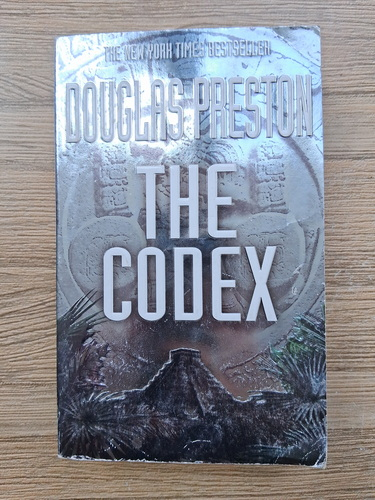 THE NEW YORK TIMES BESTSELLER
DOUGLAS PRESTON
THE
CODEX